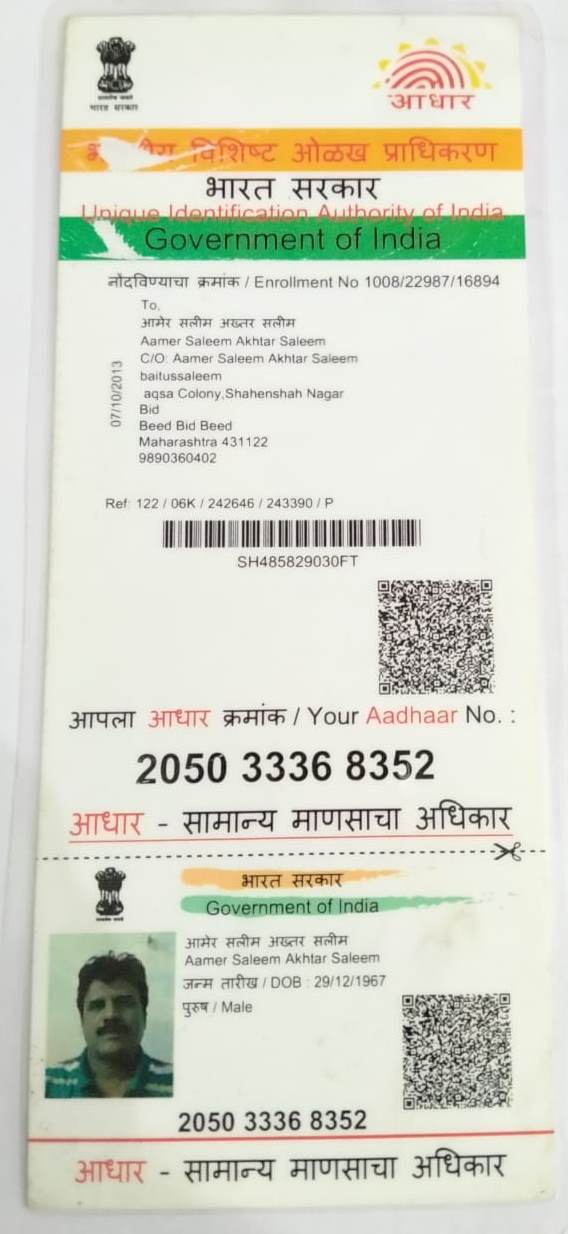 भारत सरकार
आधार
विशिष्ट ओळख प्राधिकरण
भारत सरकार
Unique Identification Authority of India
Government of India
नोंदविण्याचा क्रमांक / Enrollment No 1008/22987/16894
To,
आमेर सलीम अख्तर सलीम
Aamer Saleem Akhtar Saleem
C/O: Aamer Saleem Akhtar Saleem
baitussaleem
aqsa Colony,Shahenshah Nagar
Bid
Beed Bid Beed
Maharashtra 431122
9890360402
07/10/2013
Ref: 122 / 06K / 242646 / 243390 / P
SH485829030FT
आपला आधार क्रमांक / Your Aadhaar No. :
2050 3336 8352
आधार - सामान्य माणसाचा अधिकार
भारत सरकार
Government of India
आमेर सलीम अख्तर सलीम
Aamer Saleem Akhtar Saleem
जन्म तारीख / DOB : 29/12/1967
पुरुष / Male
2050 3336 8352
आधार - सामान्य माणसाचा अधिकार